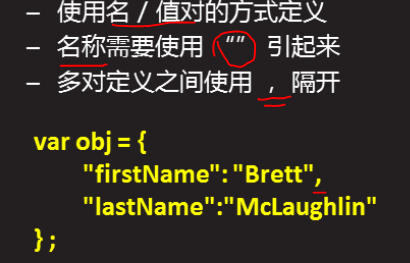 – 使用名 / 值对的方式定义
– 名称需要使用 “” 引起来
– 多对定义之间使用 , 隔开
var obj = {
"firstName": "Brett",
"lastName":"McLaughlin"
};